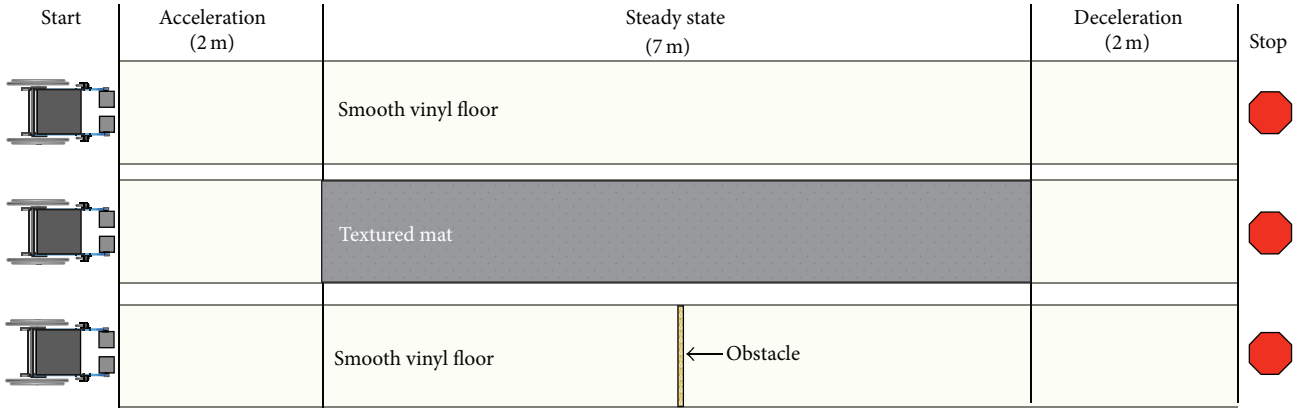 Start
Acceleration
(2 m)
Steady state
(7 m)
Deceleration
(2 m)
Stop
Smooth vinyl floor
Textured mat
Smooth vinyl floor
Obstacle